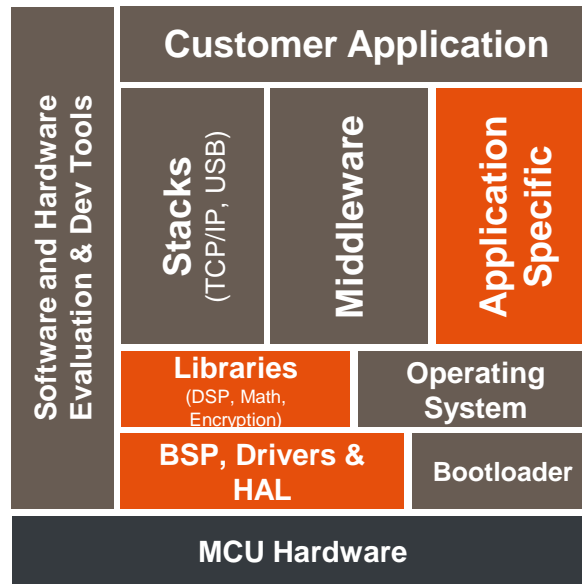 Customer Application
Software and Hardware
Evaluation & Dev Tools
Stacks
(TCP/IP, USB)
Middleware
Application
Specific
Libraries
(DSP, Math,
Encryption)
Operating
System
BSP, Drivers &
HAL
Bootloader
MCU Hardware